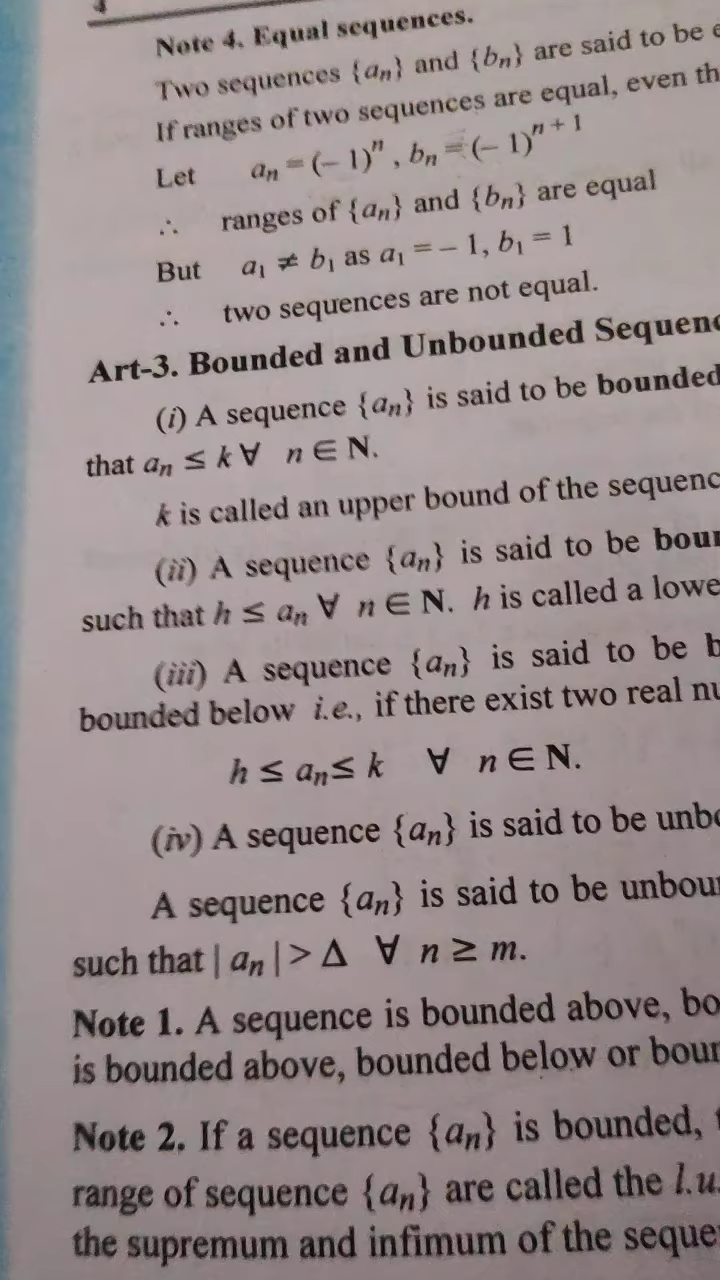 4
Note 4. Equal sequences.
Two sequences {aₙ} and {bₙ} are said to be
If ranges of two sequences are equal, even th
Let aₙ = (– 1)ⁿ , bₙ = (– 1)ⁿ ⁺ ¹
∴ ranges of {aₙ} and {bₙ} are equal
But a₁ ≠ b₁ as a₁ = – 1, b₁ = 1
∴ two sequences are not equal.
Art-3. Bounded and Unbounded Sequenc
(i) A sequence {aₙ} is said to be bounded
that aₙ ≤ k ∀ n ∈ N.
k is called an upper bound of the sequenc
(ii) A sequence {aₙ} is said to be boun
such that h ≤ aₙ ∀ n ∈ N. h is called a lowe
(iii) A sequence {aₙ} is said to be b
bounded below i.e., if there exist two real nu
h ≤ aₙ ≤ k ∀ n ∈ N.
(iv) A sequence {aₙ} is said to be unbo
A sequence {aₙ} is said to be unboun
such that | aₙ | > Δ ∀ n ≥ m.
Note 1. A sequence is bounded above, bo
is bounded above, bounded below or boun
Note 2. If a sequence {aₙ} is bounded,
range of sequence {aₙ} are called the l.u.
the supremum and infimum of the seque